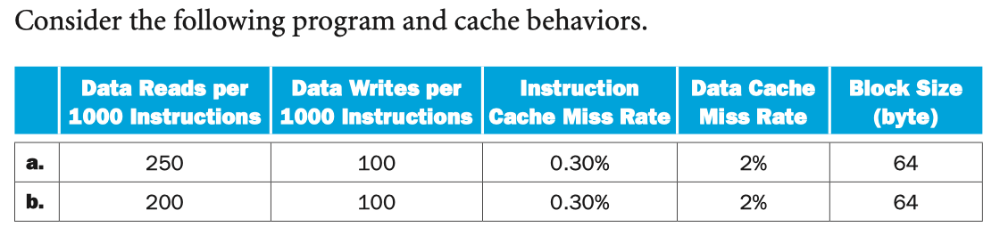 Consider the following program and cache behaviors.
Data Reads per 1000 Instructions Data Writes per 1000 Instructions Instruction Cache Miss Rate Data Cache Miss Rate Block Size (byte)
a. 250 100 0.30% 2% 64
b. 200 100 0.30% 2% 64